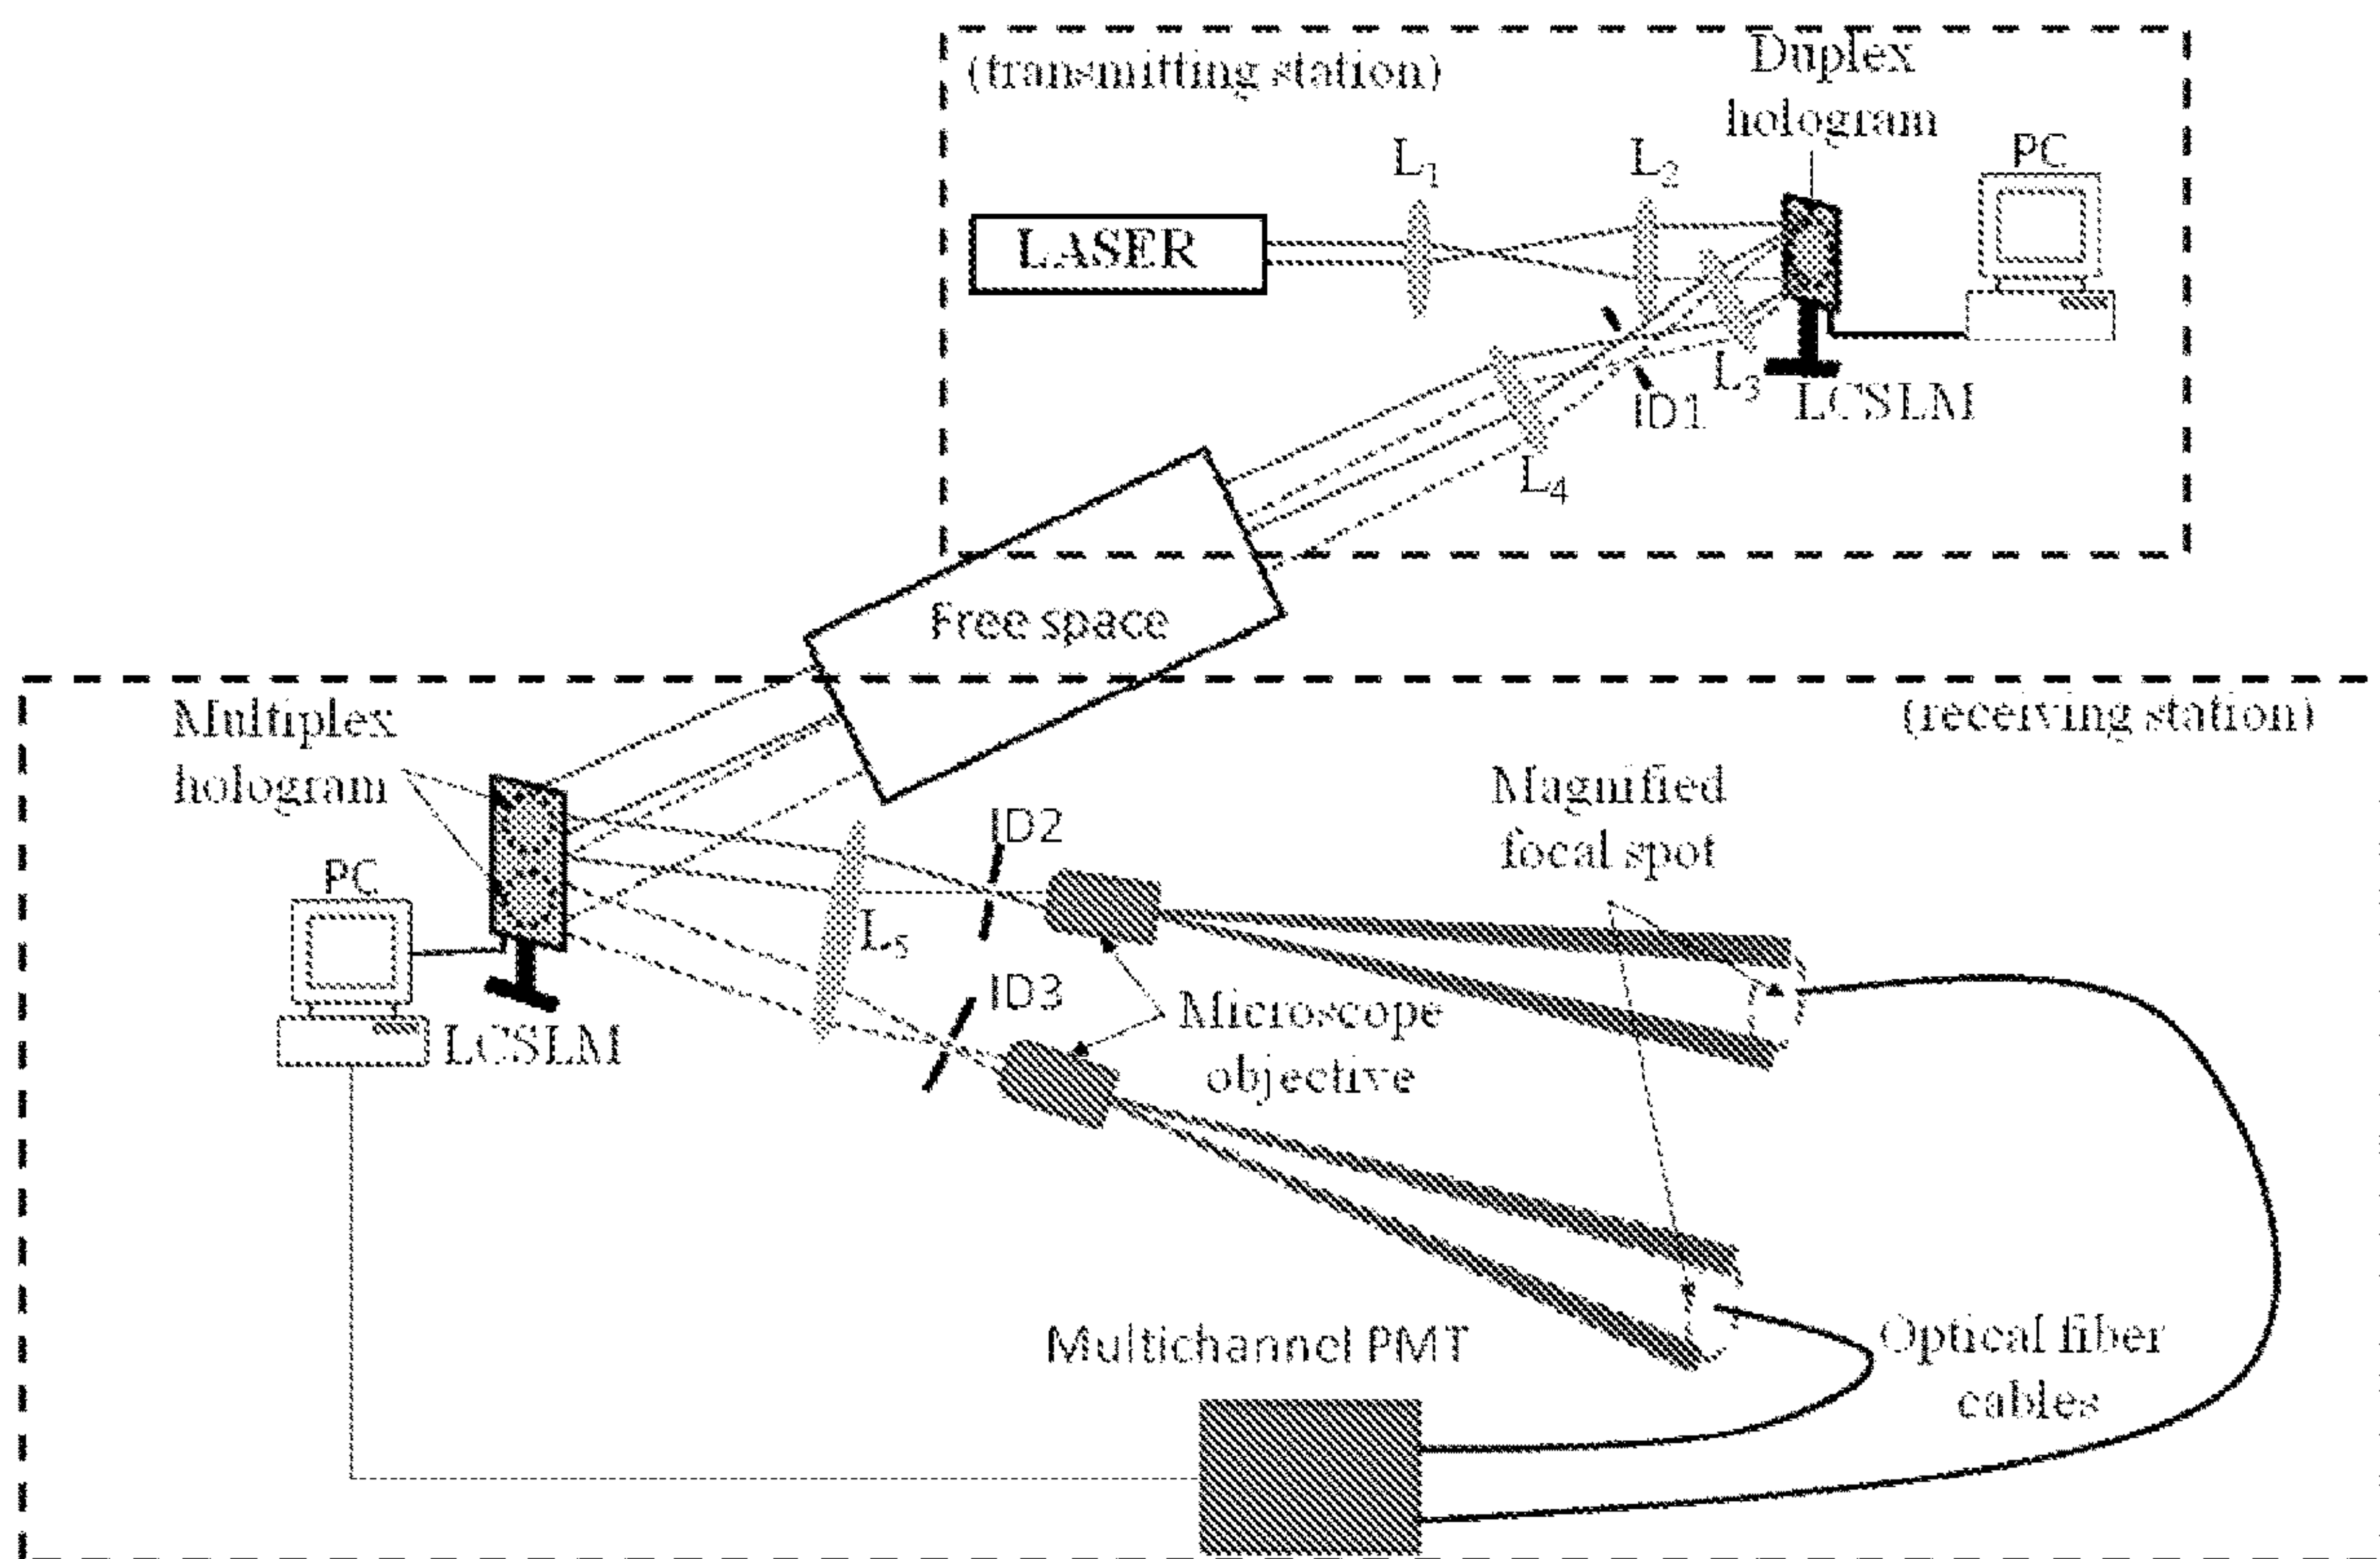 (transmitting station)
Duplex
hologram
PC
L1
L2
LASER
L3
ID1
LCSLM
L4
Free space
(receiving station)
Multiplex
hologram
Magnified
focal spot
ID2
PC
L5
ID3
Microscope
objective
LCSLM
Multichannel PMT
Optical fiber
cables